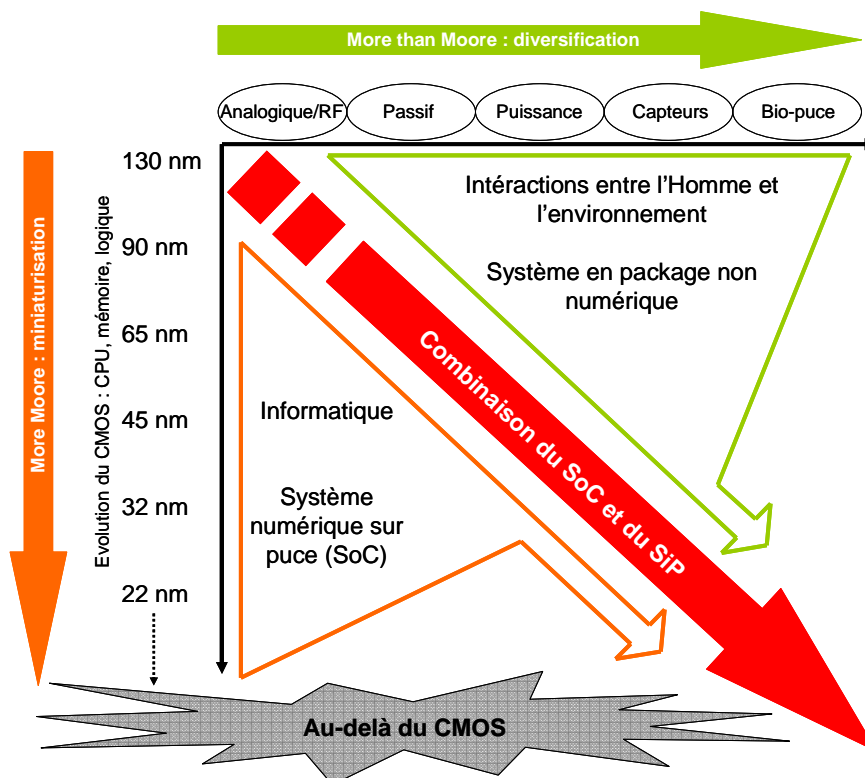 More than Moore : diversification
Analogique/RF
Passif
Puissance
Capteurs
Bio-puce
More Moore : miniaturisation
Evolution du CMOS : CPU, mémoire, logique
130 nm
90 nm
65 nm
45 nm
32 nm
22 nm
Intéractions entre l'Homme et
l'environnement
Système en package non
numérique
Combinaison du SoC et du SiP
Informatique
Système
numérique sur
puce (SoC)
Au-delà du CMOS